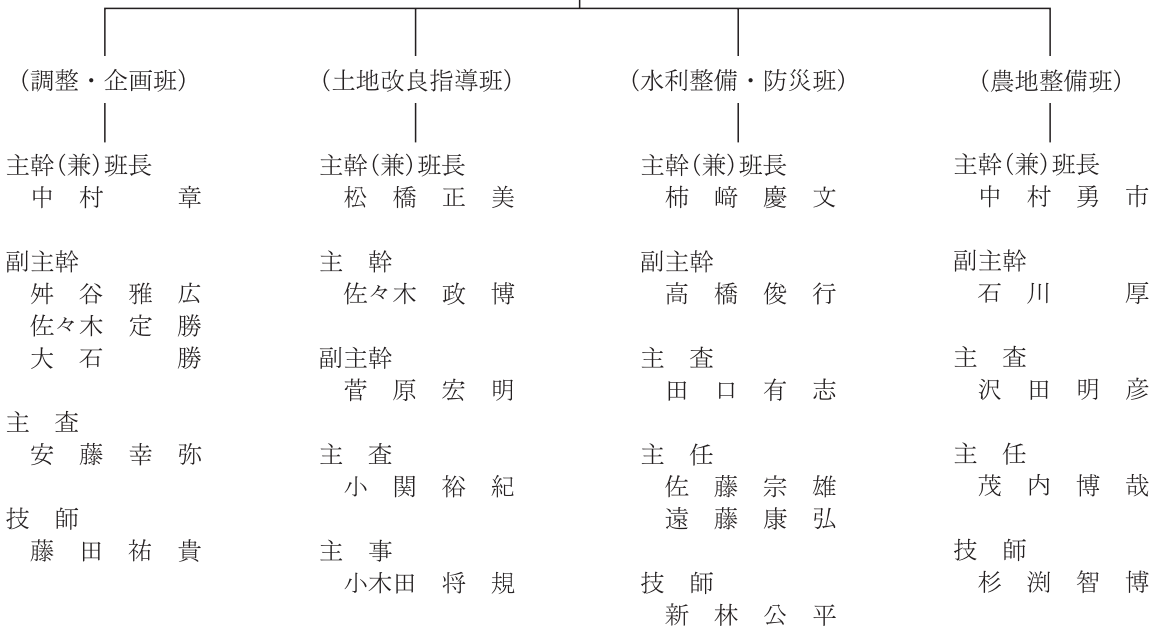 (調整・企画班)
主幹(兼)班長
中村 章
副主幹
舛谷雅広
佐々木定勝
大石 勝
主査
安藤幸弥
技師
藤田祐貴
(土地改良指導班)
主幹(兼)班長
松橋正美
主幹
佐々木政博
副主幹
菅原宏明
主査
小関裕紀
主事
小木田将規
(水利整備・防災班)
主幹(兼)班長
柿﨑慶文
副主幹
高橋俊行
主査
田口有志
主任
佐藤宗雄
遠藤康弘
技師
新林公平
(農地整備班)
主幹(兼)班長
中村勇市
副主幹
石川 厚
主査
沢田明彦
主任
茂内博哉
技師
杉渕智博